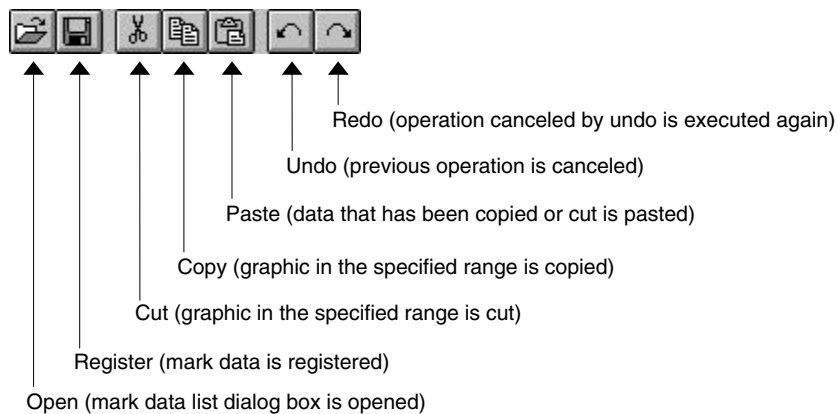 Redo (operation canceled by undo is executed again)
Undo (previous operation is canceled)
Paste (data that has been copied or cut is pasted)
Copy (graphic in the specified range is copied)
Cut (graphic in the specified range is cut)
Register (mark data is registered)
Open (mark data list dialog box is opened)